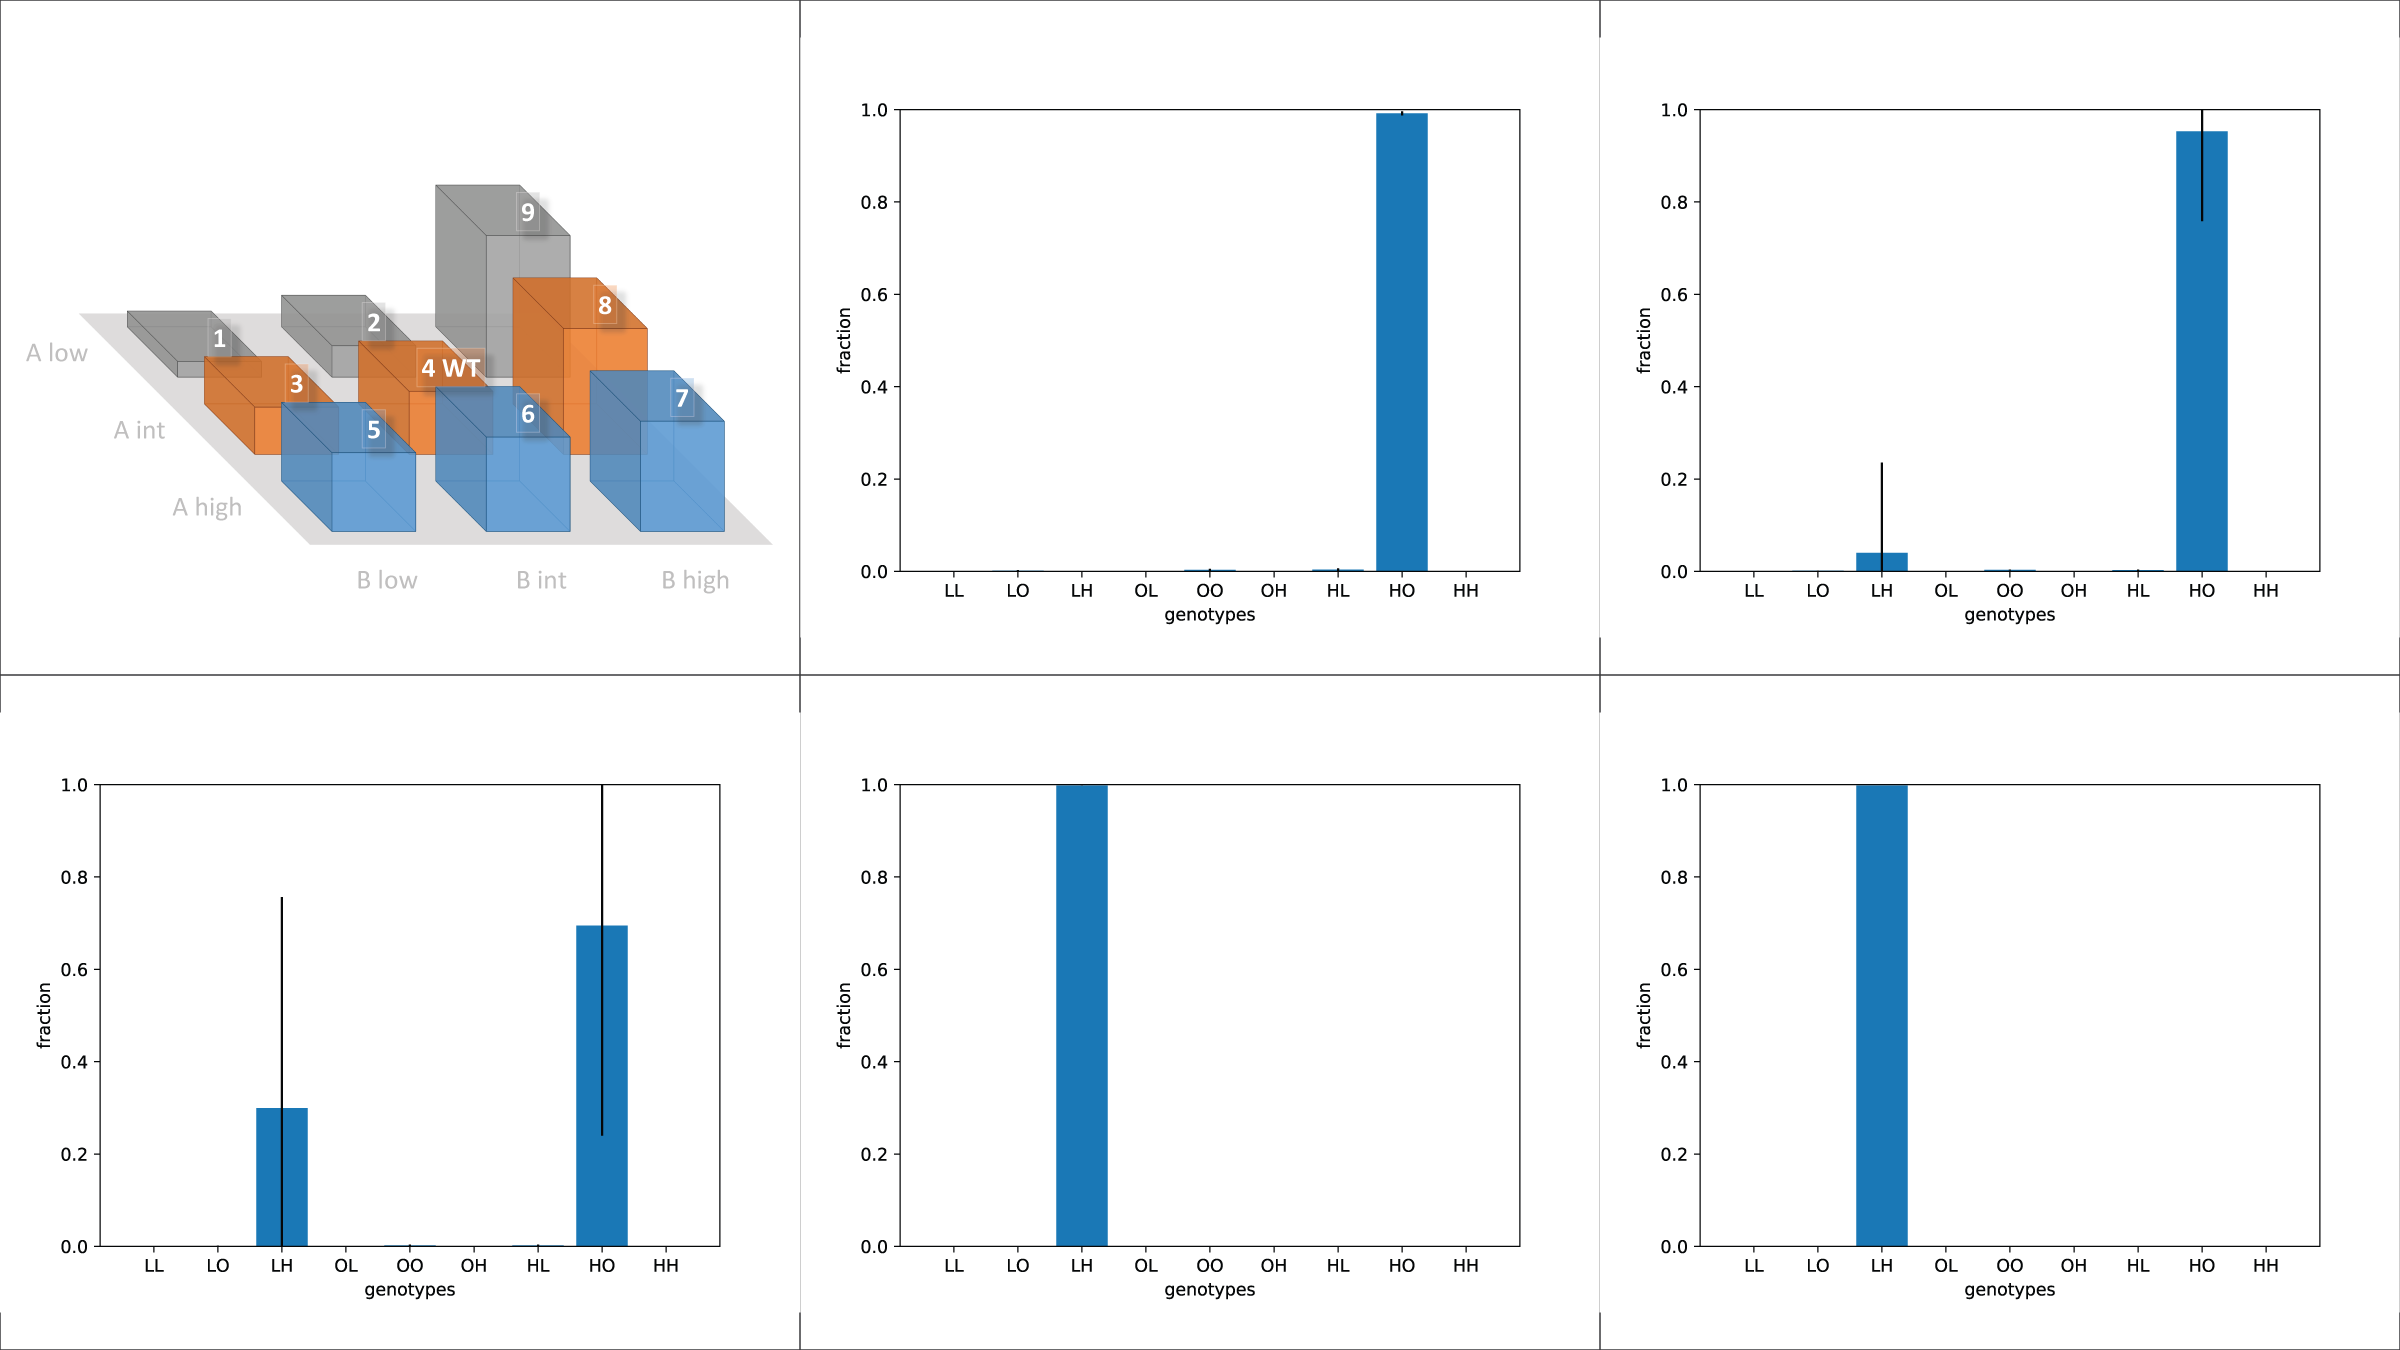 9
2
8
1
4 WT
3
6
7
5
A low
A int
A high
B low B int B high
1.0
0.8
0.6
0.4
0.2
0.0
fraction
LL LO LH OL OO OH HL HO HH
genotypes
1.0
0.8
0.6
0.4
0.2
0.0
fraction
LL LO LH OL OO OH HL HO HH
genotypes
1.0
0.8
0.6
0.4
0.2
0.0
fraction
LL LO LH OL OO OH HL HO HH
genotypes
1.0
0.8
0.6
0.4
0.2
0.0
fraction
LL LO LH OL OO OH HL HO HH
genotypes
1.0
0.8
0.6
0.4
0.2
0.0
fraction
LL LO LH OL OO OH HL HO HH
genotypes